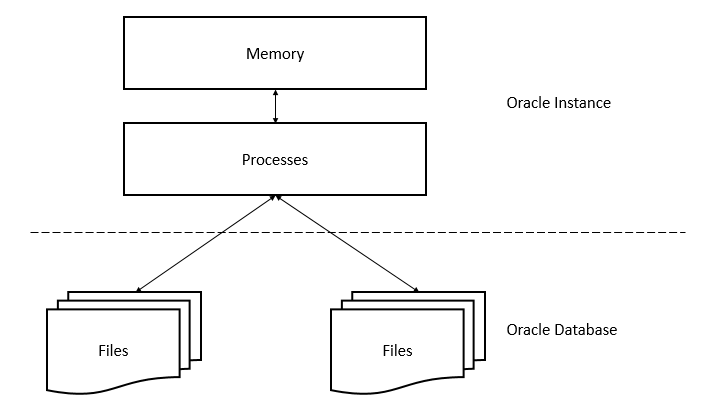 Memory
Oracle Instance
Processes
Files
Files
Oracle Database